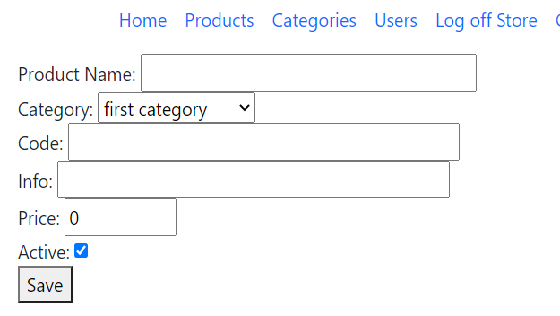 Home Products Categories Users Log off Store
Product Name:
Category: first category
Code:
Info:
Price: 0
Active:
Save